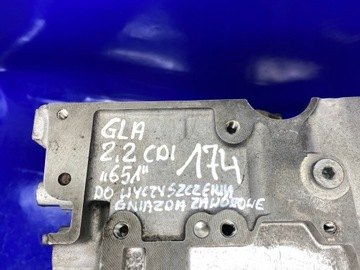 GLA
2,2 CDI 174
"651"
DO WYCZYSZCZENIA
GNIAZDA ZAWOROWE